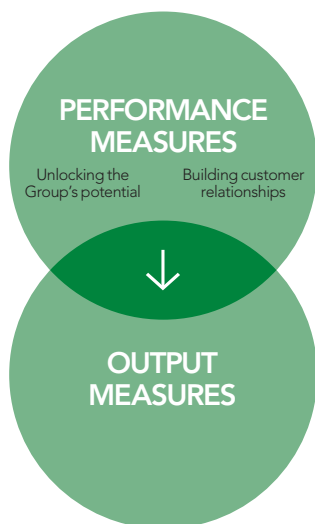 PERFORMANCE
MEASURES
Unlocking the
Group's potential
Building customer
relationships
OUTPUT
MEASURES